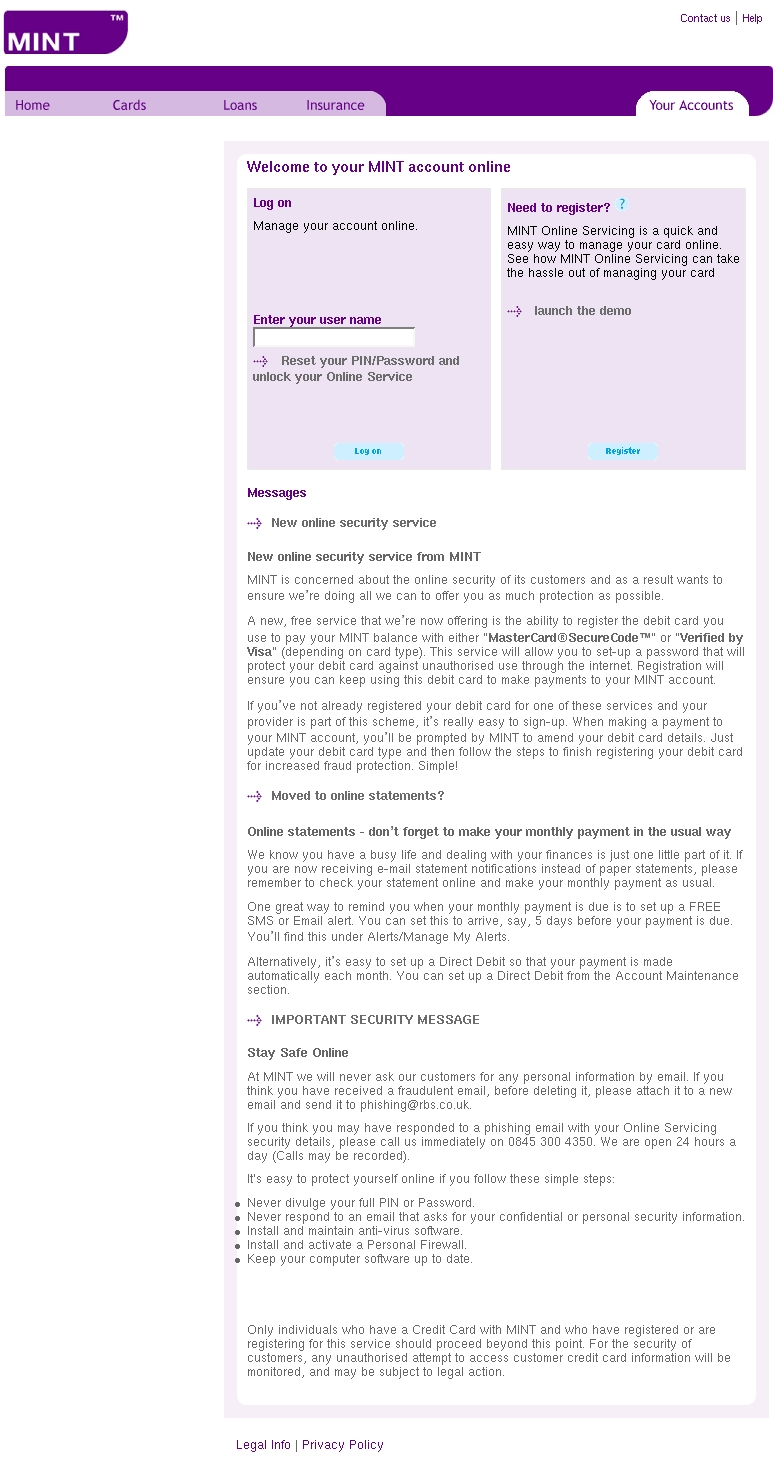 MINT™
Contact us | Help
Home Cards Loans Insurance Your Accounts
Welcome to your MINT account online
Log on
Manage your account online.
Enter your user name
Reset your PIN/Password and
unlock your Online Service
Log on
Need to register? ?
MINT Online Servicing is a quick and
easy way to manage your card online.
See how MINT Online Servicing can take
the hassle out of managing your card
launch the demo
Register
Messages
New online security service
New online security service from MINT
MINT is concerned about the online security of its customers and as a result wants to
ensure we're doing all we can to offer you as much protection as possible.
A new, free service that we're now offering is the ability to register the debit card you
use to pay your MINT balance with either "MasterCard®SecureCode™" or "Verified by
Visa" (depending on card type). This service will allow you to set-up a password that will
protect your debit card against unauthorised use through the internet. Registration will
ensure you can keep using this debit card to make payments to your MINT account.
If you've not already registered your debit card for one of these services and your
provider is part of this scheme, it's really easy to sign-up. When making a payment to
your MINT account, you'll be prompted by MINT to amend your debit card details. Just
update your debit card type and then follow the steps to finish registering your debit card
for increased fraud protection. Simple!
Moved to online statements?
Online statements - don't forget to make your monthly payment in the usual way
We know you have a busy life and dealing with your finances is just one little part of it. If
you are now receiving e-mail statement notifications instead of paper statements, please
remember to check your statement online and make your monthly payment as usual.
One great way to remind you when your monthly payment is due is to set up a FREE
SMS or Email alert. You can set this to arrive, say, 5 days before your payment is due.
You'll find this under Alerts/Manage My Alerts.
Alternatively, it's easy to set up a Direct Debit so that your payment is made
automatically each month. You can set up a Direct Debit from the Account Maintenance
section.
IMPORTANT SECURITY MESSAGE
Stay Safe Online
At MINT we will never ask our customers for any personal information by email. If you
think you have received a fraudulent email, before deleting it, please attach it to a new
email and send it to phishing@rbs.co.uk.
If you think you may have responded to a phishing email with your Online Servicing
security details, please call us immediately on 0845 300 4350. We are open 24 hours a
day (Calls may be recorded).
It's easy to protect yourself online if you follow these simple steps:
• Never divulge your full PIN or Password.
• Never respond to an email that asks for your confidential or personal security information.
• Install and maintain anti-virus software.
• Install and activate a Personal Firewall.
• Keep your computer software up to date.
Only individuals who have a Credit Card with MINT and who have registered or are
registering for this service should proceed beyond this point. For the security of
customers, any unauthorised attempt to access customer credit card information will be
monitored, and may be subject to legal action.
Legal Info | Privacy Policy